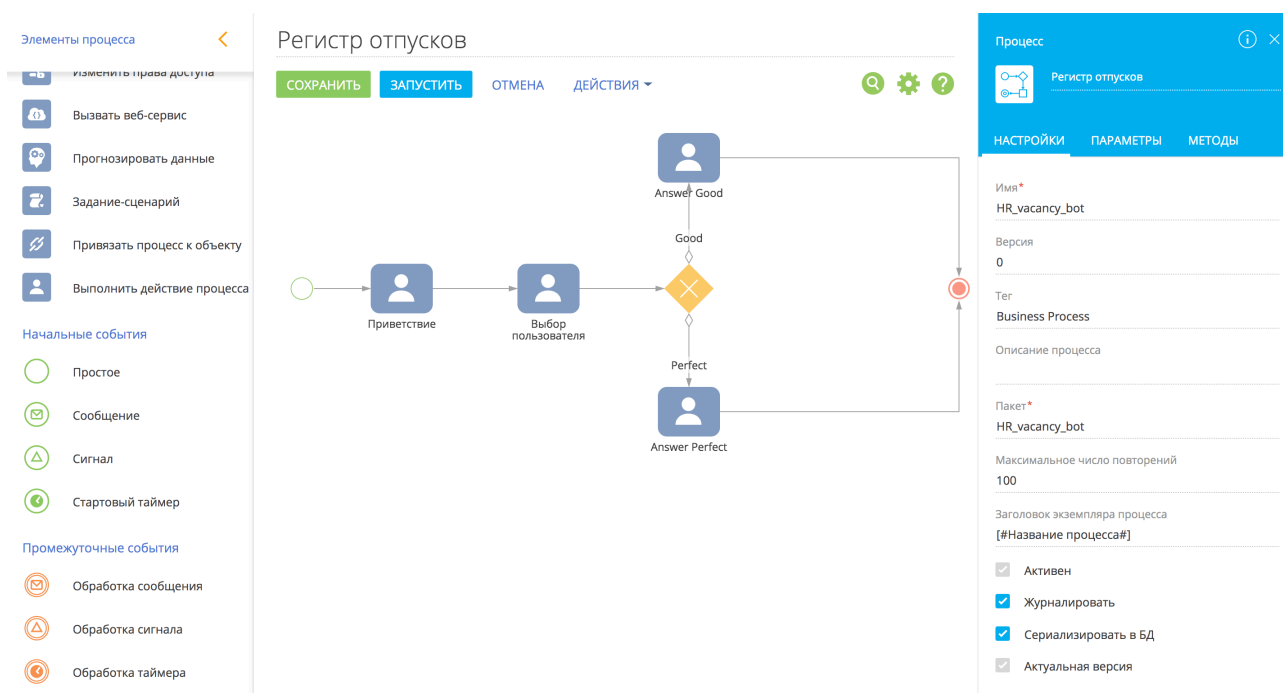 Элементы процесса
Изменить права доступа
Вызвать веб-сервис
Прогнозировать данные
Задание-сценарий
Привязать процесс к объекту
Выполнить действие процесса
Начальные события
Простое
Сообщение
Сигнал
Стартовый таймер
Промежуточные события
Обработка сообщения
Обработка сигнала
Обработка таймера
Регистр отпусков
СОХРАНИТЬ ЗАПУСТИТЬ ОТМЕНА ДЕЙСТВИЯ
Answer Good
Good
Приветствие
Выбор
пользователя
Perfect
Answer Perfect
Процесс
Регистр отпусков
НАСТРОЙКИ ПАРАМЕТРЫ МЕТОДЫ
Имя*
HR_vacancy_bot
Версия
0
Тег
Business Process
Описание процесса
Пакет*
HR_vacancy_bot
Максимальное число повторений
100
Заголовок экземпляра процесса
[#Название процесса#]
Активен
Журналировать
Сериализировать в БД
Актуальная версия